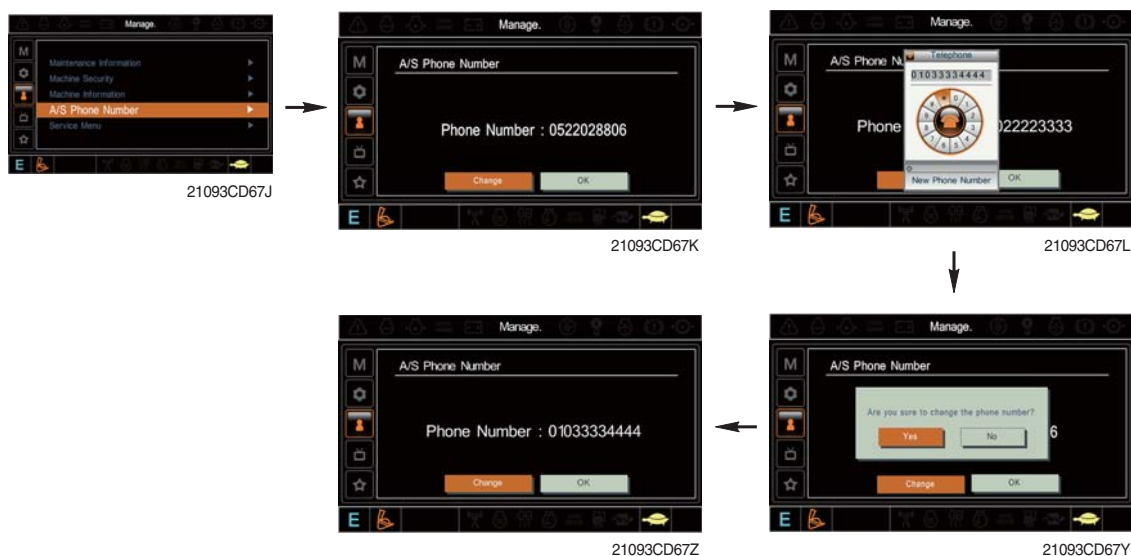 Manage.
M
Maintenance Information
Machine Security
Machine Information
A/S Phone Number
Service Menu
E
21093CD67J
Manage.
M
A/S Phone Number
Phone Number : 0522028806
Change
OK
E
21093CD67K
Manage.
M
A/S Phone Nu
Telephone
01033334444
Phone
022223333
New Phone Number
OK
E
21093CD67L
Manage.
M
A/S Phone Number
Are you sure to change the phone number?
Yes
No
6
Change
OK
E
21093CD67Y
Manage.
M
A/S Phone Number
Phone Number : 01033334444
Change
OK
E
21093CD67Z